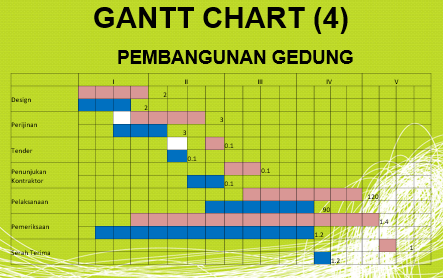 GANTT CHART (4)
PEMBANGUNAN GEDUNG
I II III IV V
Design 2
2
Perijinan 3
3
Tender 0.1
0.1
Penunjukan 0.1
Kontraktor 0.1
Pelaksanaan 120
90
Pemeriksaan 1.4
1.2
Serah Terima 1
1.2